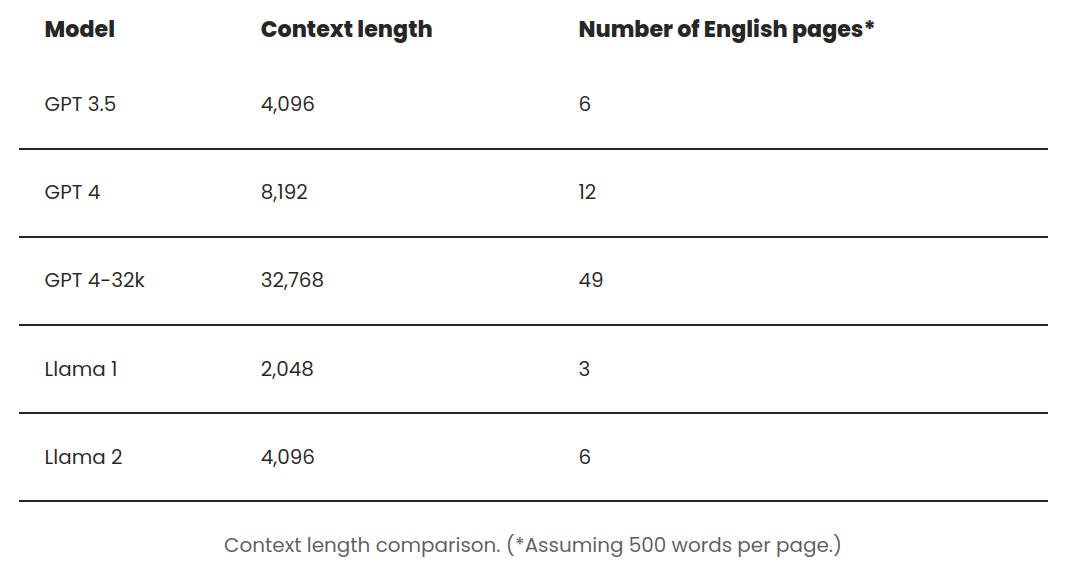 Model Context length Number of English pages*
GPT 3.5 4,096 6
GPT 4 8,192 12
GPT 4-32k 32,768 49
Llama 1 2,048 3
Llama 2 4,096 6
Context length comparison. (*Assuming 500 words per page.)